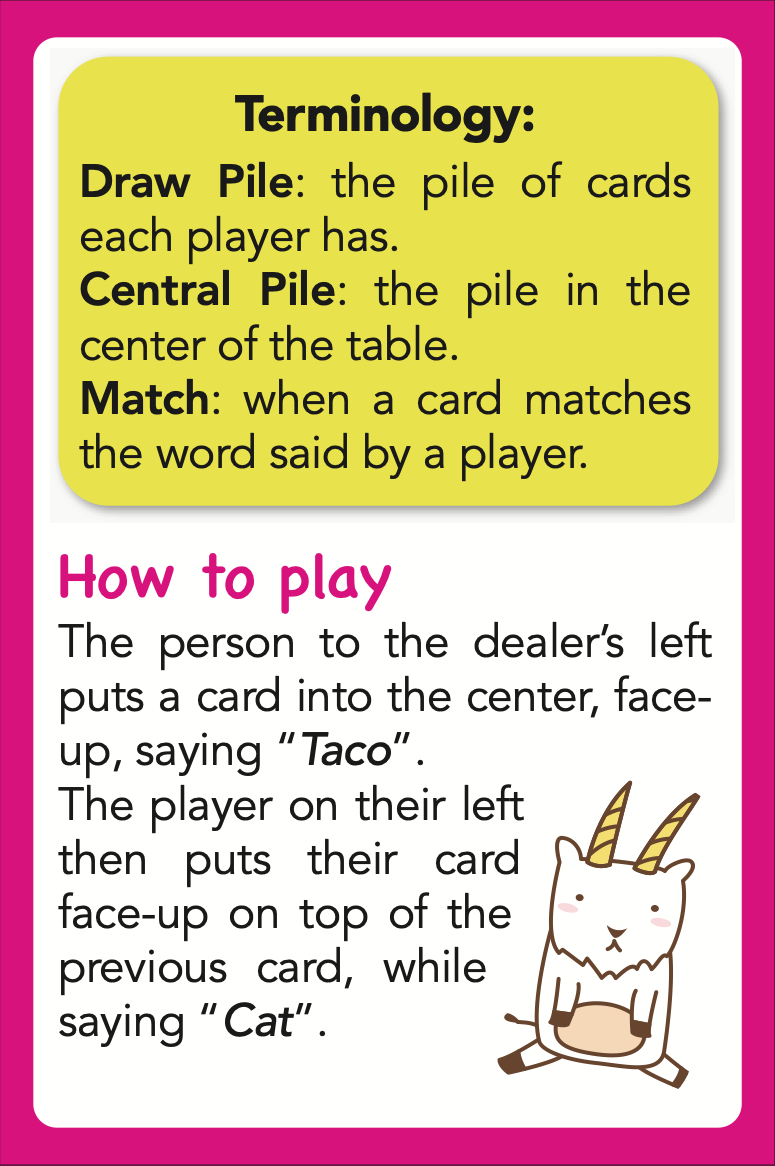 Terminology:
Draw Pile: the pile of cards
each player has.
Central Pile: the pile in the
center of the table.
Match: when a card matches
the word said by a player.
How to play
The person to the dealer’s left
puts a card into the center, face-
up, saying “Taco”.
The player on their left
then puts their card
face-up on top of the
previous card, while
saying “Cat”.